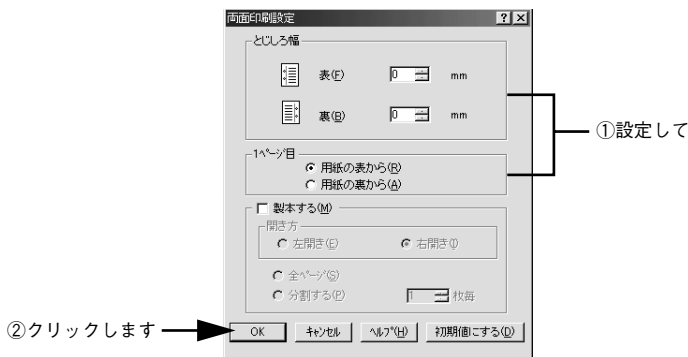 両面印刷設定
とじしろ幅
表(F) 0 mm
①設定して
裏(B) 0 mm
1ﾍﾟｰｼﾞ目
用紙の表から(R)
用紙の裏から(A)
製本する(M)
開き方
左開き(E) 右開き(I)
全ﾍﾟｰｼﾞ(S)
分割する(P) 1 枚毎
②クリックします OK ｷｬﾝｾﾙ ﾍﾙﾌﾟ(H) 初期値にする(D)